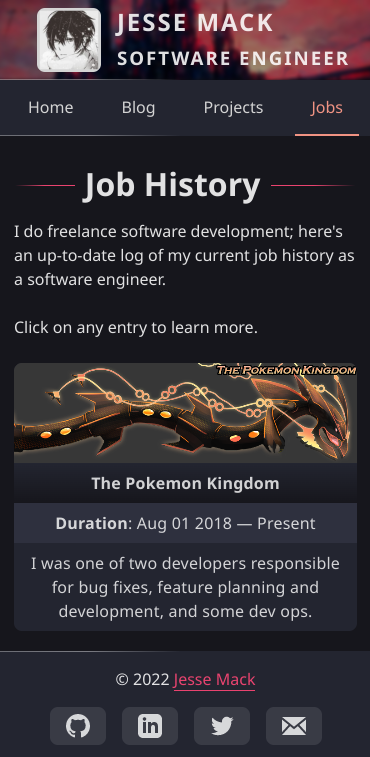 JESSE MACK
SOFTWARE ENGINEER
Home Blog Projects Jobs
Job History
I do freelance software development; here's
an up-to-date log of my current job history as
a software engineer.
Click on any entry to learn more.
THE POKEMON KINGDOM
The Pokemon Kingdom
Duration: Aug 01 2018 — Present
I was one of two developers responsible
for bug fixes, feature planning and
development, and some dev ops.
© 2022 Jesse Mack
in